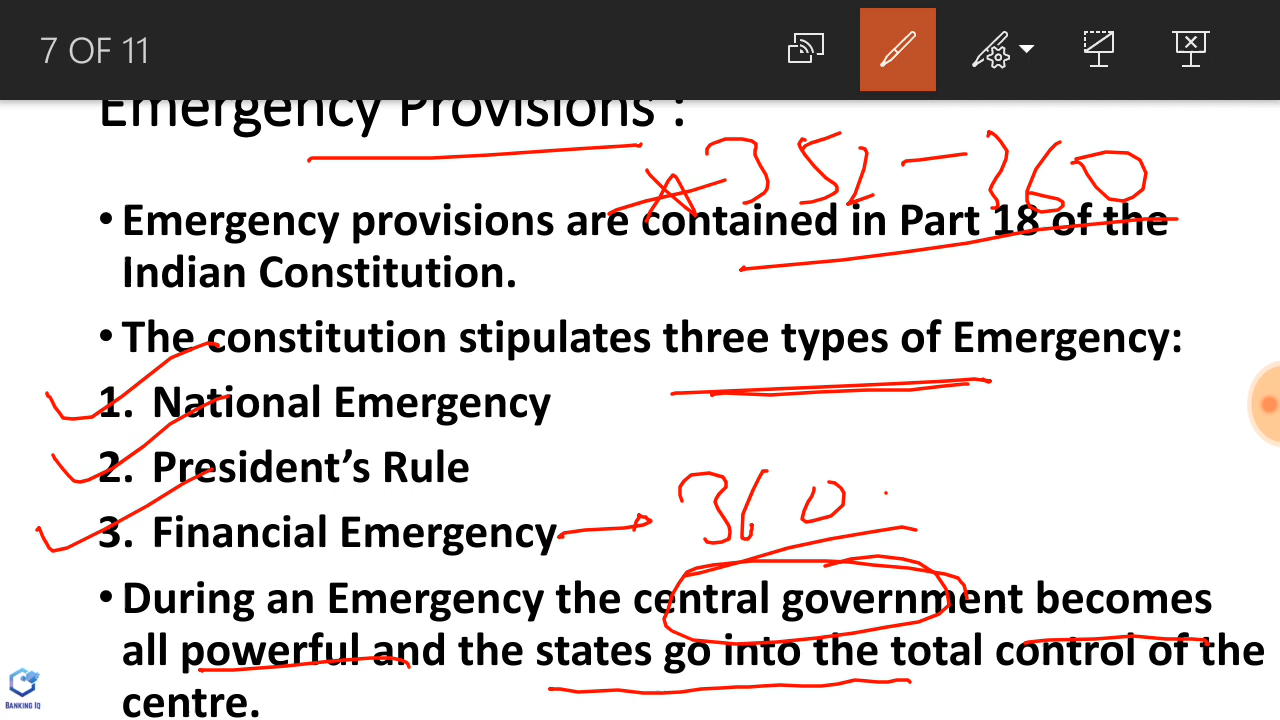 7 OF 11
Emergency Provisions :
352-360
• Emergency provisions are contained in Part 18 of the
Indian Constitution.
• The constitution stipulates three types of Emergency:
1. National Emergency
2. President's Rule
3. Financial Emergency 360
• During an Emergency the central government becomes
all powerful and the states go into the total control of the
centre.
BANKING IQ